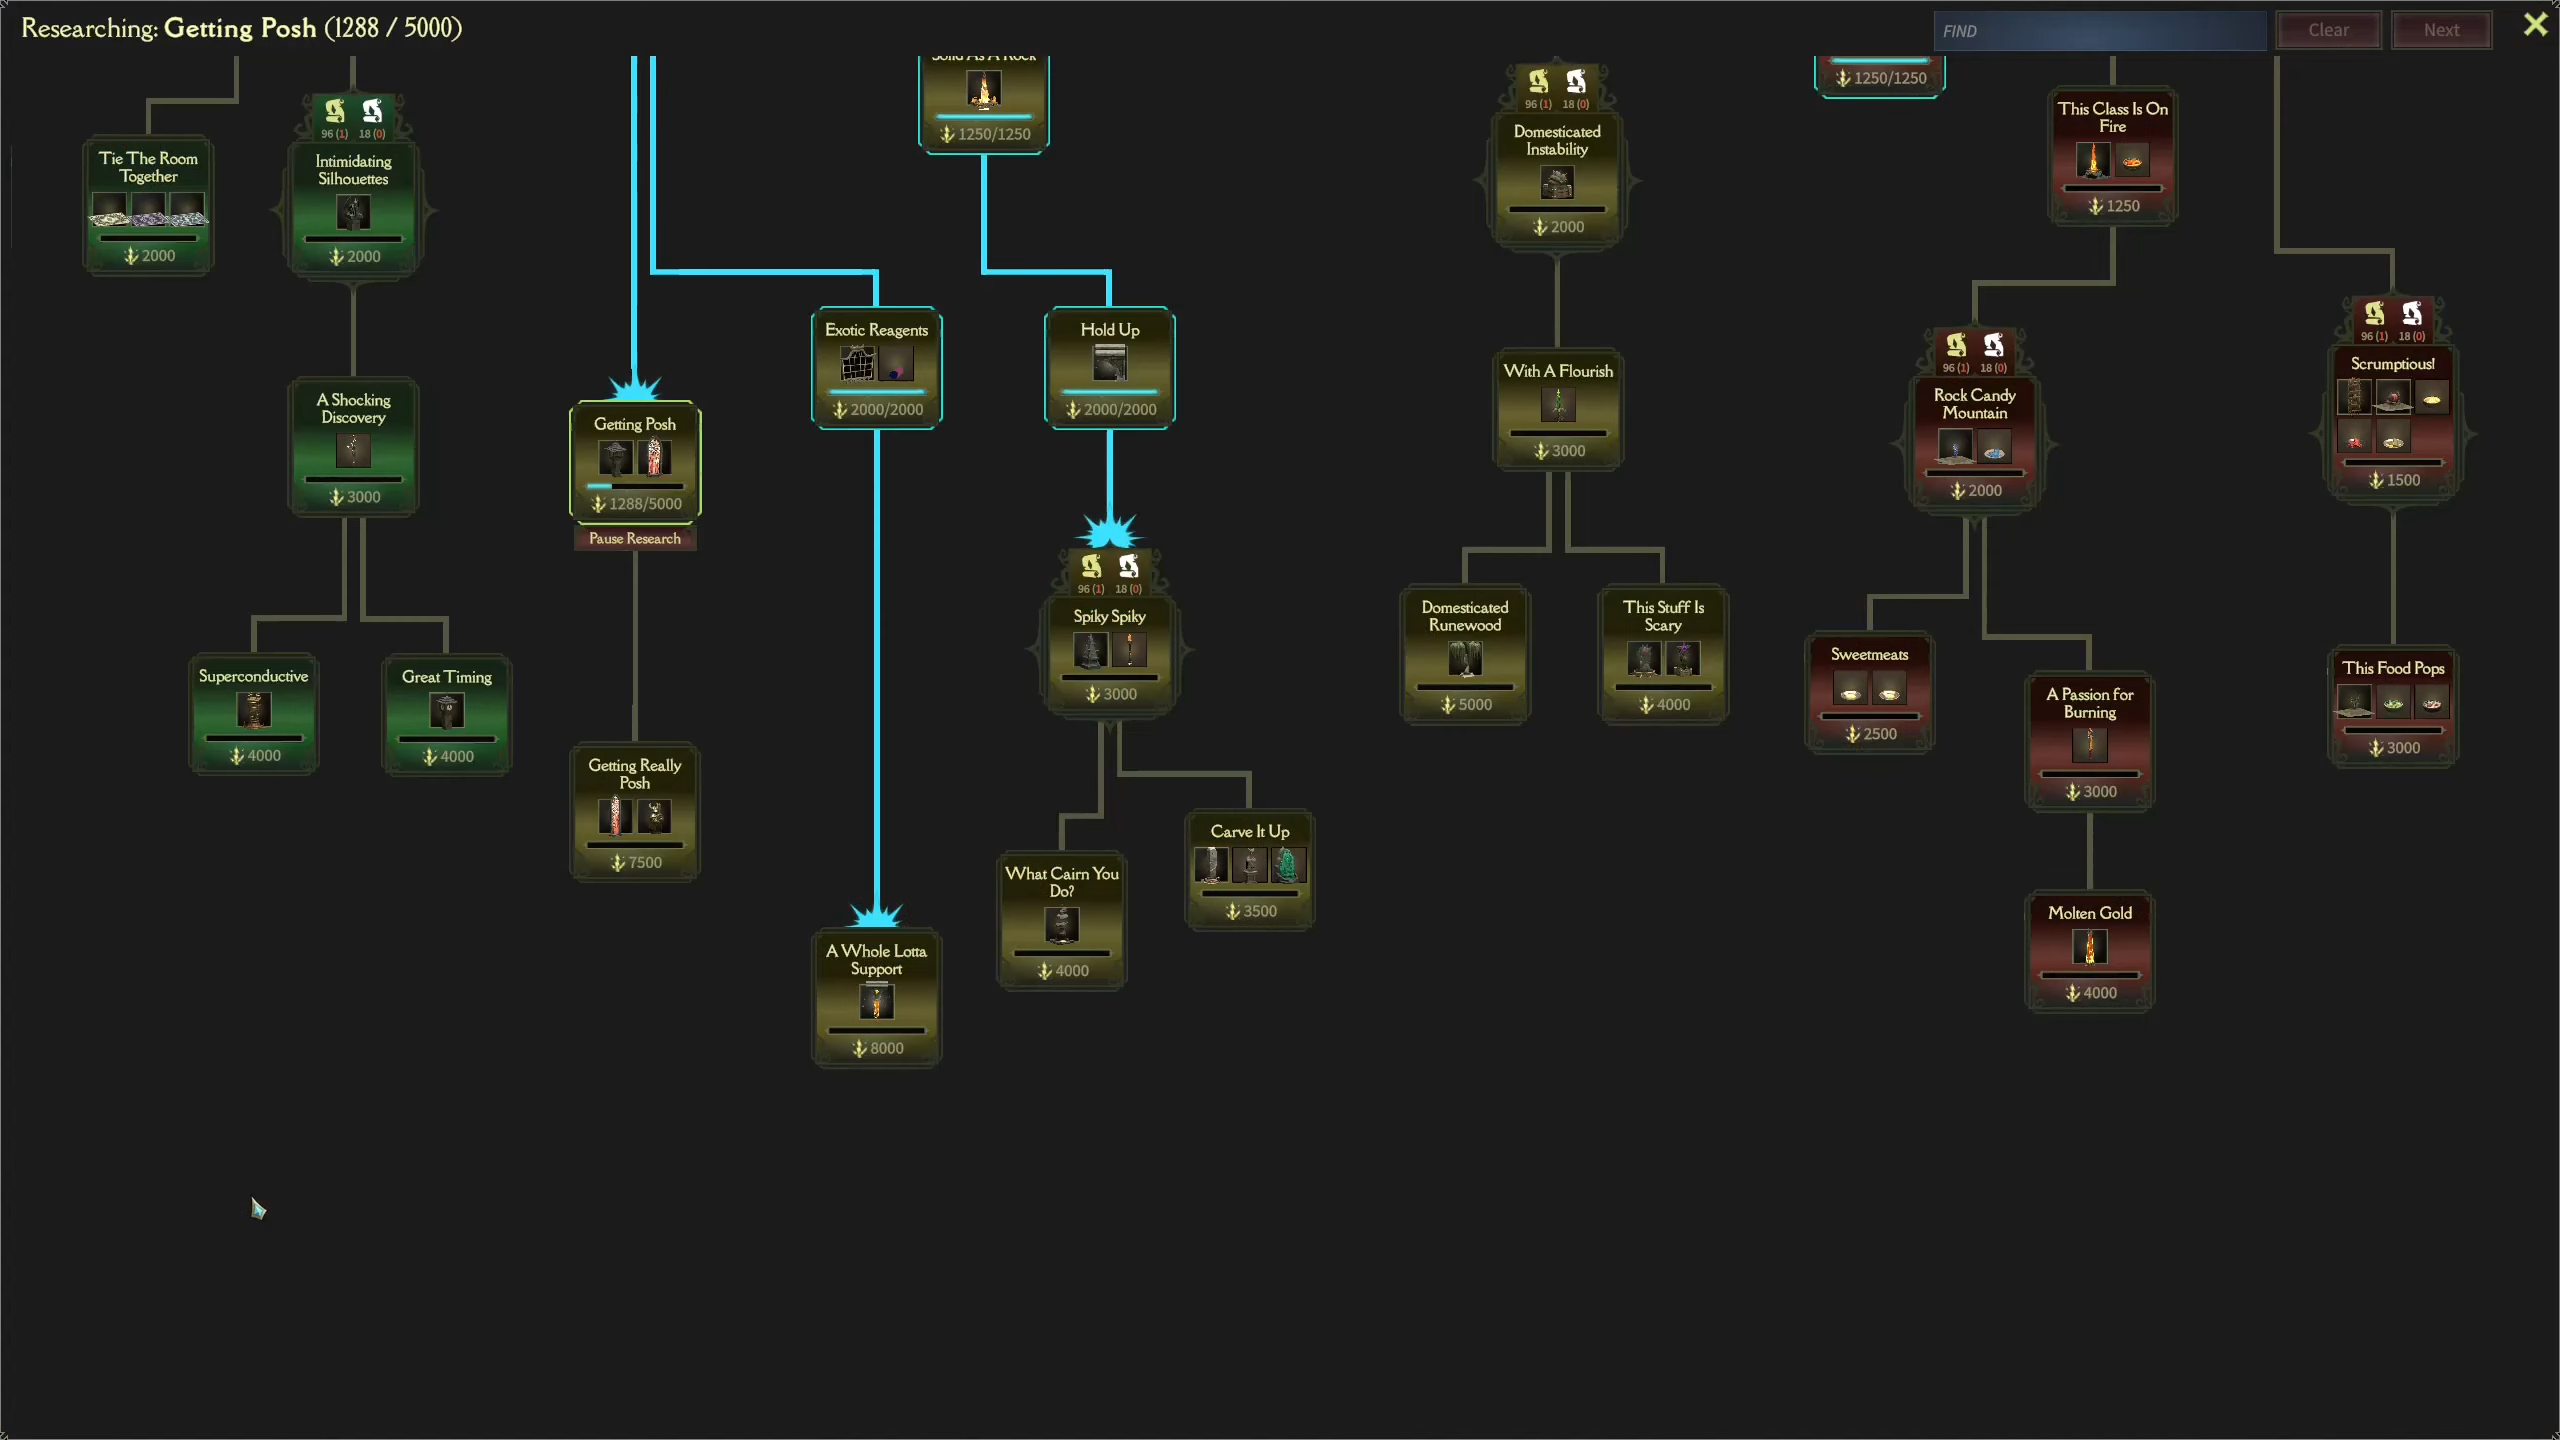 Researching: Getting Posh (1288 / 5000)
FIND
Clear
Next
Solid As A Rock
1250/1250
1250/1250
96 (1) 18 (0)
Domesticated
Instability
2000
This Class Is On
Fire
1250
Tie The Room
Together
2000
96 (1) 18 (0)
Intimidating
Silhouettes
2000
Exotic Reagents
2000/2000
Hold Up
2000/2000
With A Flourish
3000
96 (1) 18 (0)
Rock Candy
Mountain
2000
96 (1) 18 (0)
Scrumptious!
1500
A Shocking
Discovery
3000
Getting Posh
1288/5000
Pause Research
96 (1) 18 (0)
Spiky Spiky
3000
Domesticated
Runewood
5000
This Stuff Is
Scary
4000
Sweetmeats
2500
A Passion for
Burning
3000
This Food Pops
3000
Superconductive
4000
Great Timing
4000
Getting Really
Posh
7500
What Cairn You
Do?
4000
Carve It Up
3500
A Whole Lotta
Support
8000
Molten Gold
4000